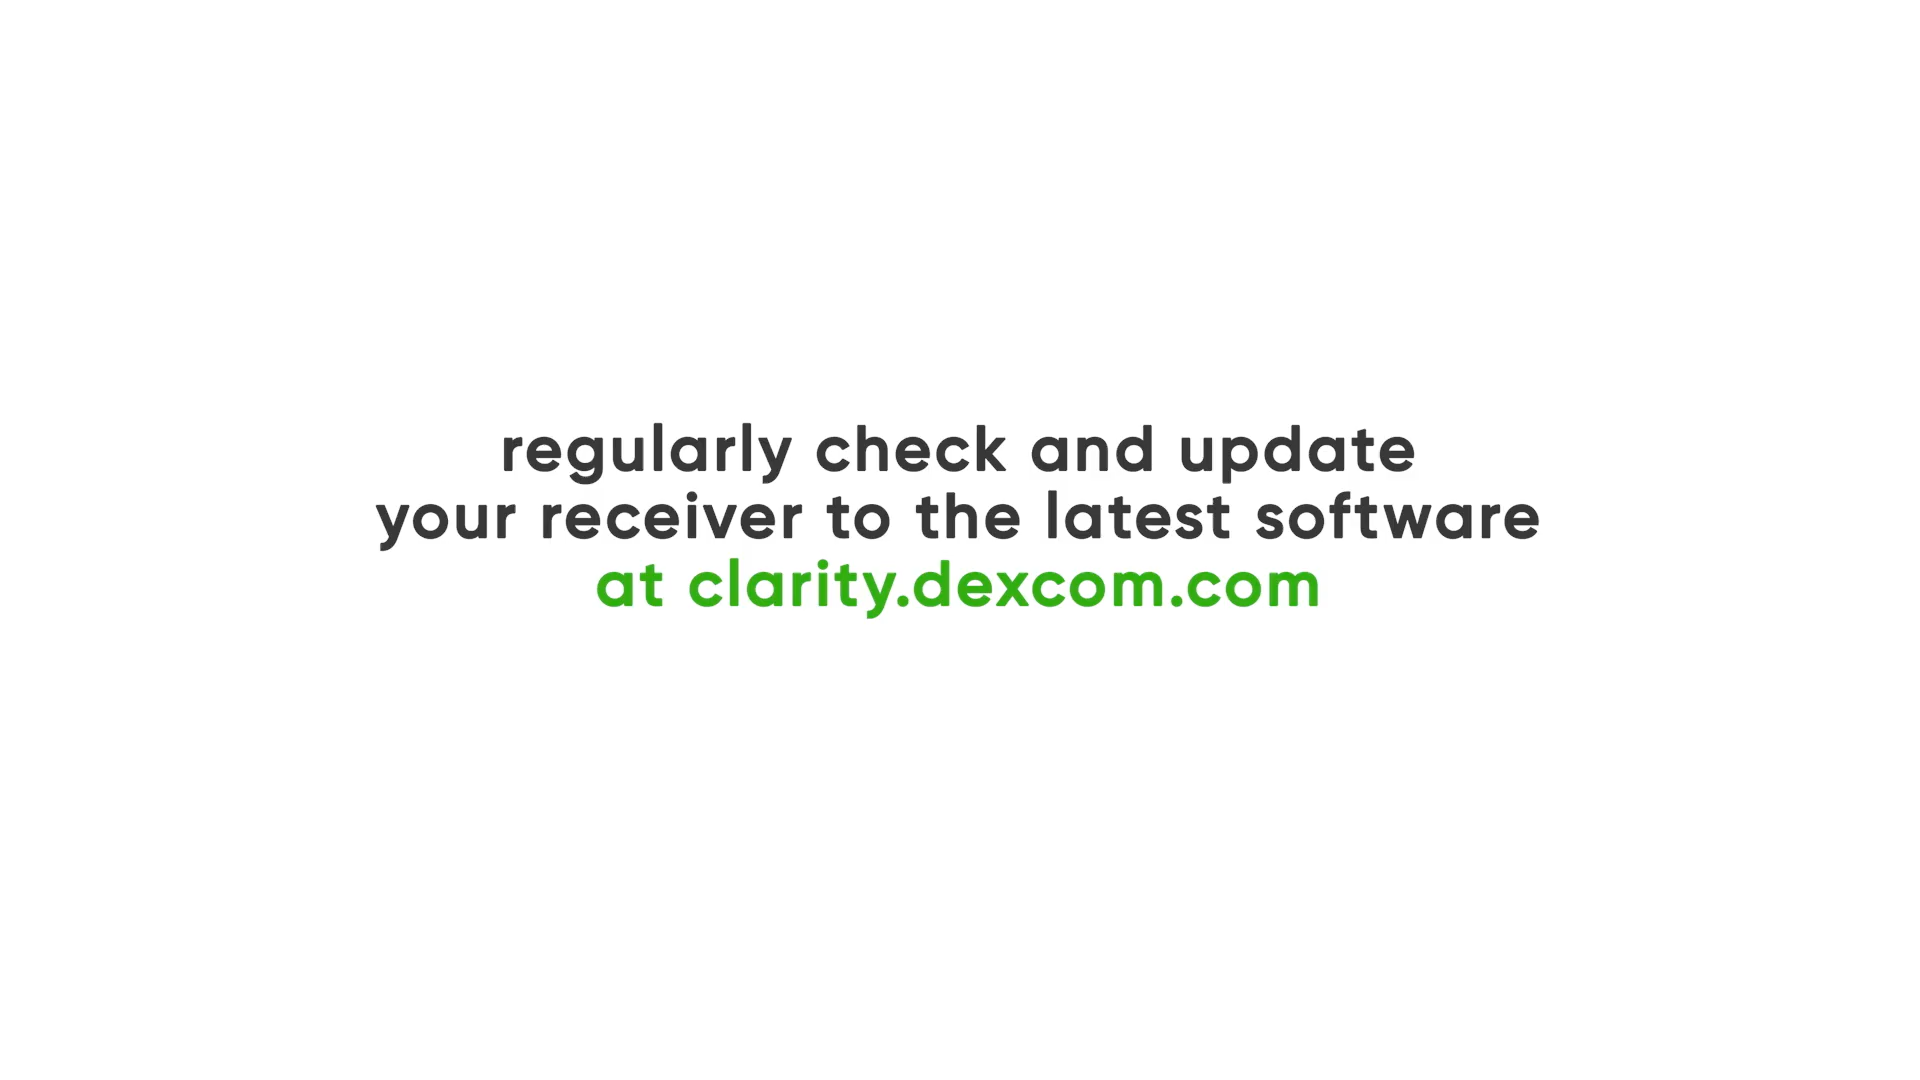 regularly check and update
your receiver to the latest software
at clarity.dexcom.com